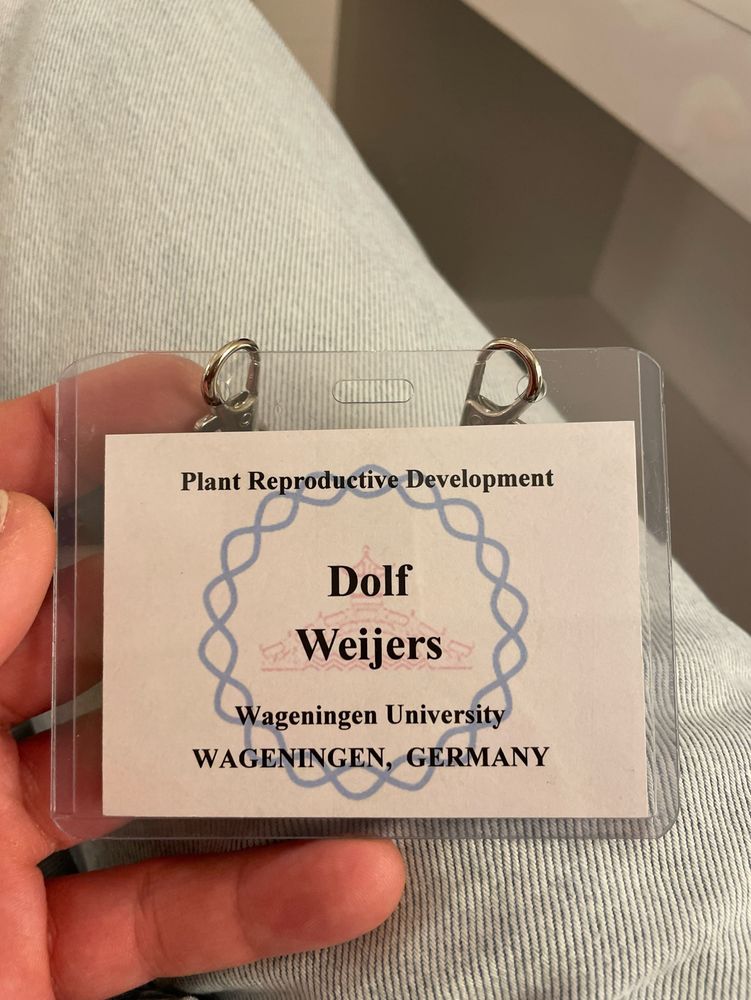 Plant Reproductive Development
Dolf
Weijers
Wageningen University
WAGENINGEN, GERMANY